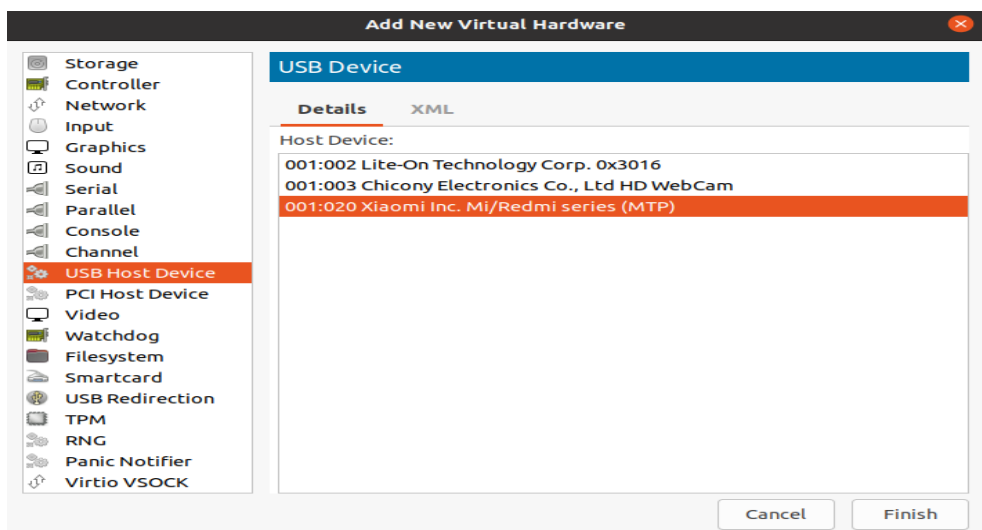 Add New Virtual Hardware
Storage
Controller
Network
Input
Graphics
Sound
Serial
Parallel
Console
Channel
USB Host Device
PCI Host Device
Video
Watchdog
Filesystem
Smartcard
USB Redirection
TPM
RNG
Panic Notifier
Virtio VSOCK
USB Device
Details XML
Host Device:
001:002 Lite-On Technology Corp. 0x3016
001:003 Chicony Electronics Co., Ltd HD WebCam
001:020 Xiaomi Inc. Mi/Redmi series (MTP)
Cancel Finish